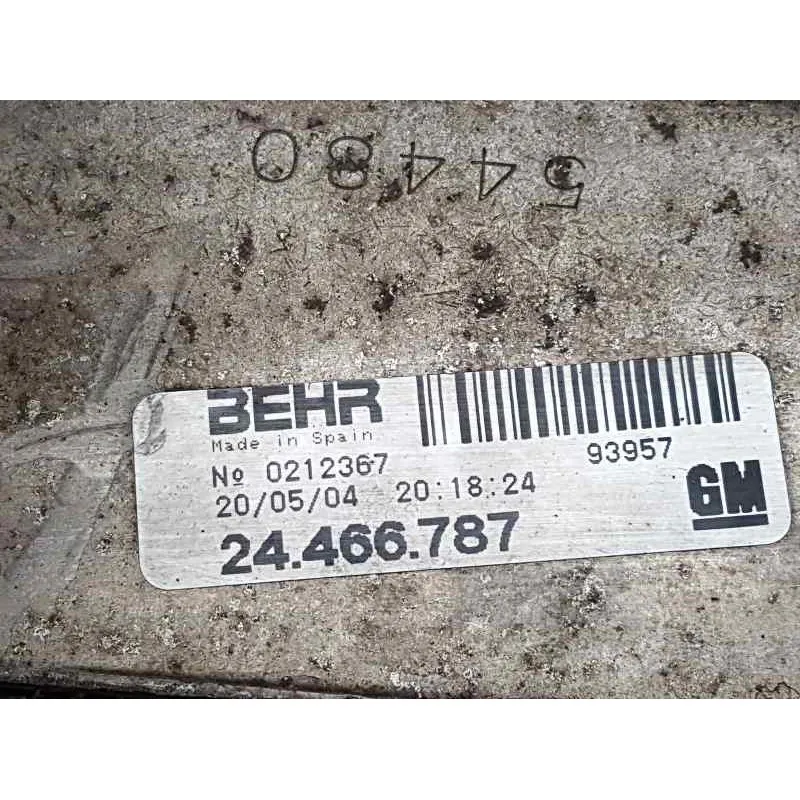 54480
BEHR
Made in Spain
93957
Nº 0212367
20/05/04 20:18:24
GM
24.466.787